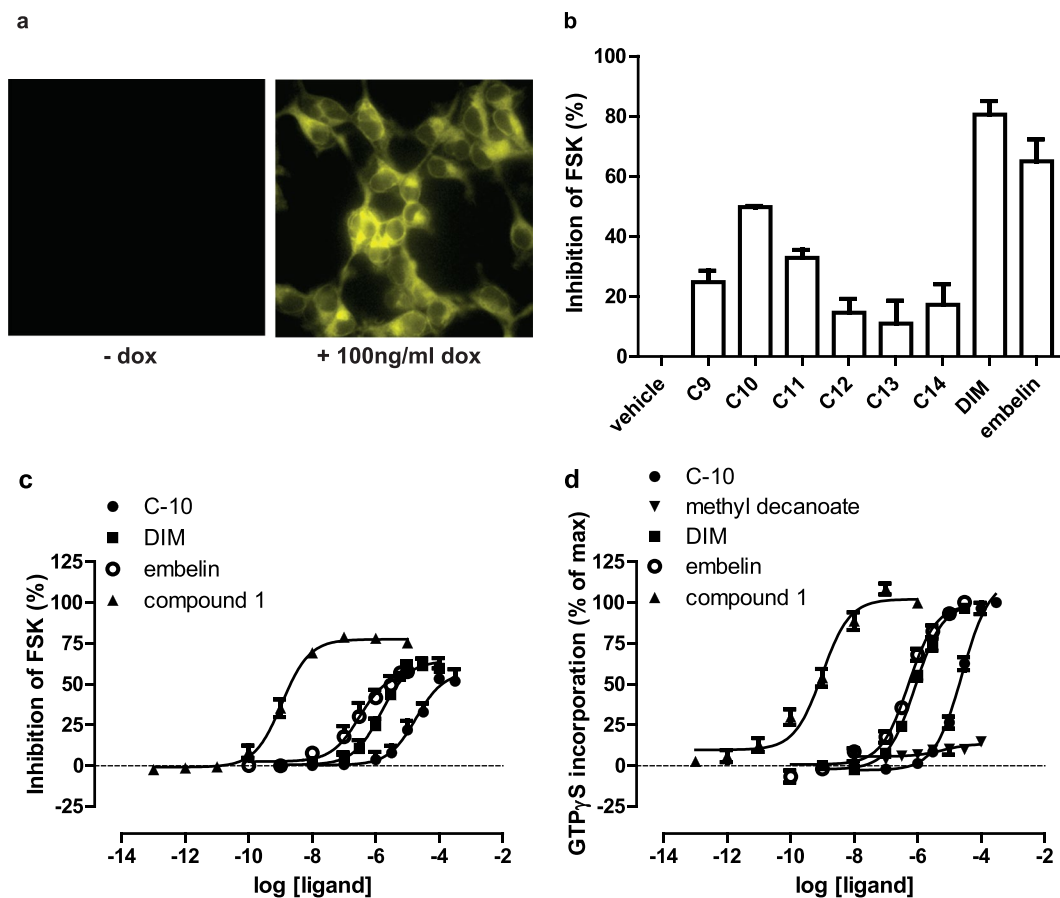 a
- dox
+ 100ng/ml dox
b
Inhibition of FSK (%)
100
80
60
40
20
0
vehicle
C9
C10
C11
C12
C13
C14
DIM
embelin
c
C-10
DIM
embelin
compound 1
Inhibition of FSK (%)
125
100
75
50
25
0
-25
-14 -12 -10 -8 -6 -4 -2
log [ligand]
d
C-10
methyl decanoate
DIM
embelin
compound 1
GTPγS incorporation (% of max)
125
100
75
50
25
0
-25
-14 -12 -10 -8 -6 -4 -2
log [ligand]